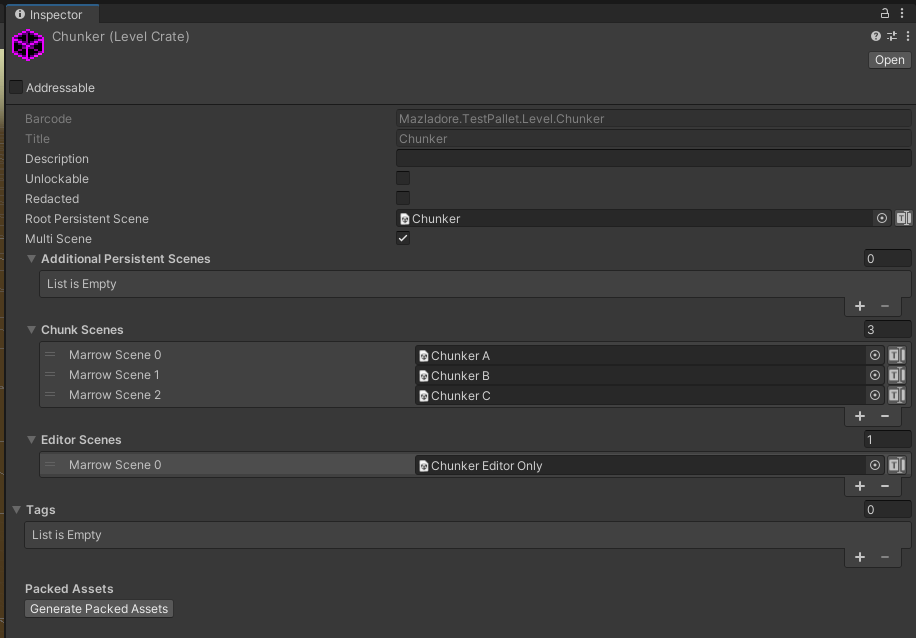 Inspector
Chunker (Level Crate)
Open
Addressable
Barcode Mazladore.TestPallet.Level.Chunker
Title Chunker
Description
Unlockable
Redacted
Root Persistent Scene Chunker
Multi Scene
Additional Persistent Scenes 0
List is Empty
Chunk Scenes 3
Marrow Scene 0 Chunker A
Marrow Scene 1 Chunker B
Marrow Scene 2 Chunker C
Editor Scenes 1
Marrow Scene 0 Chunker Editor Only
Tags 0
List is Empty
Packed Assets
Generate Packed Assets